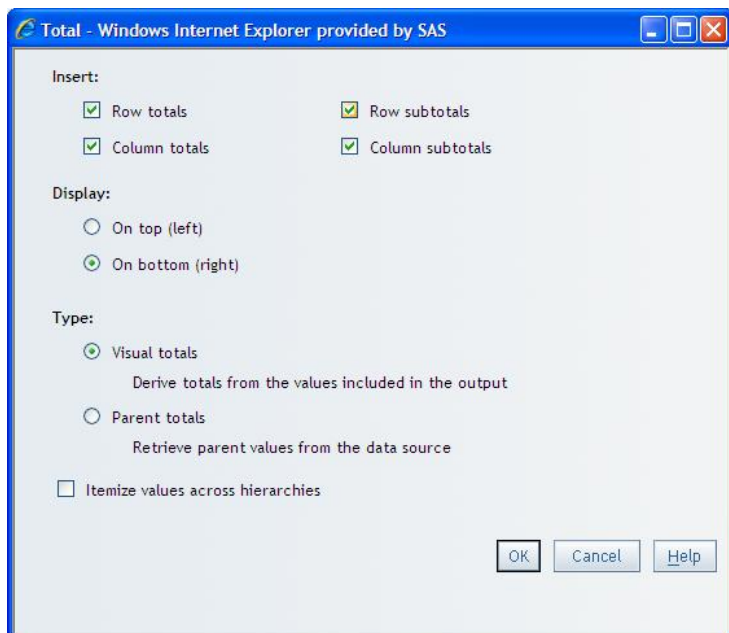 Total - Windows Internet Explorer provided by SAS
Insert:
Row totals
Row subtotals
Column totals
Column subtotals
Display:
On top (left)
On bottom (right)
Type:
Visual totals
Derive totals from the values included in the output
Parent totals
Retrieve parent values from the data source
Itemize values across hierarchies
OK
Cancel
Help